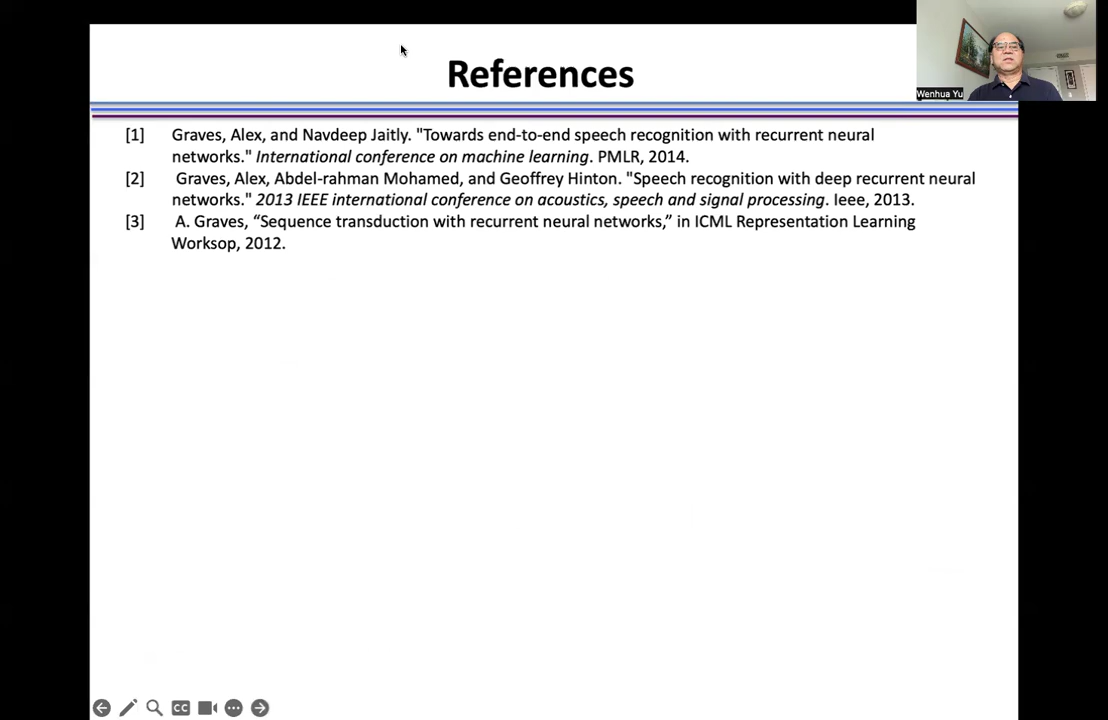 References
Wenhua Yu
[1] Graves, Alex, and Navdeep Jaitly. "Towards end-to-end speech recognition with recurrent neural
networks." International conference on machine learning. PMLR, 2014.
[2] Graves, Alex, Abdel-rahman Mohamed, and Geoffrey Hinton. "Speech recognition with deep recurrent neural
networks." 2013 IEEE international conference on acoustics, speech and signal processing. Ieee, 2013.
[3] A. Graves, “Sequence transduction with recurrent neural networks,” in ICML Representation Learning
Worksop, 2012.
CC